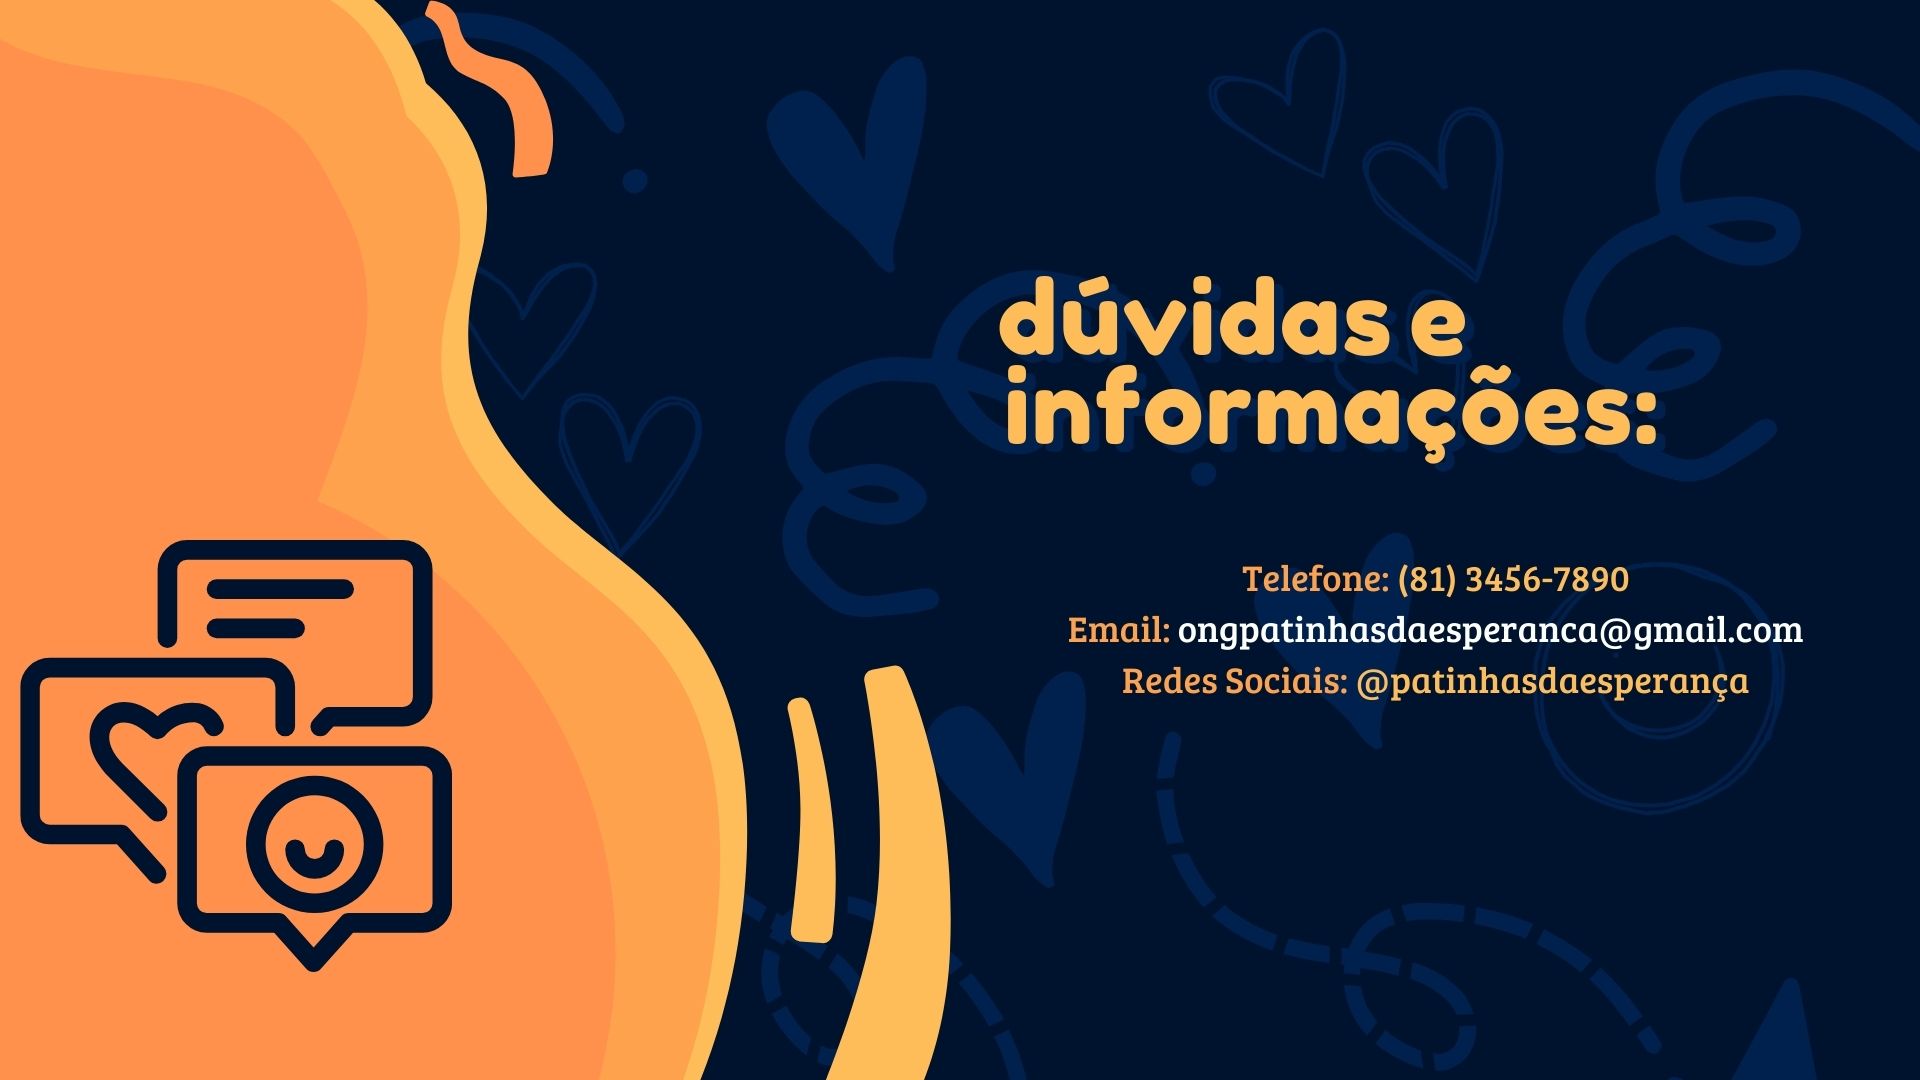 dúvidas e
informações:
Telefone: (81) 3456-7890
Email: ongpatinhasdaesperanca@gmail.com
Redes Sociais: @patinhasdaesperança